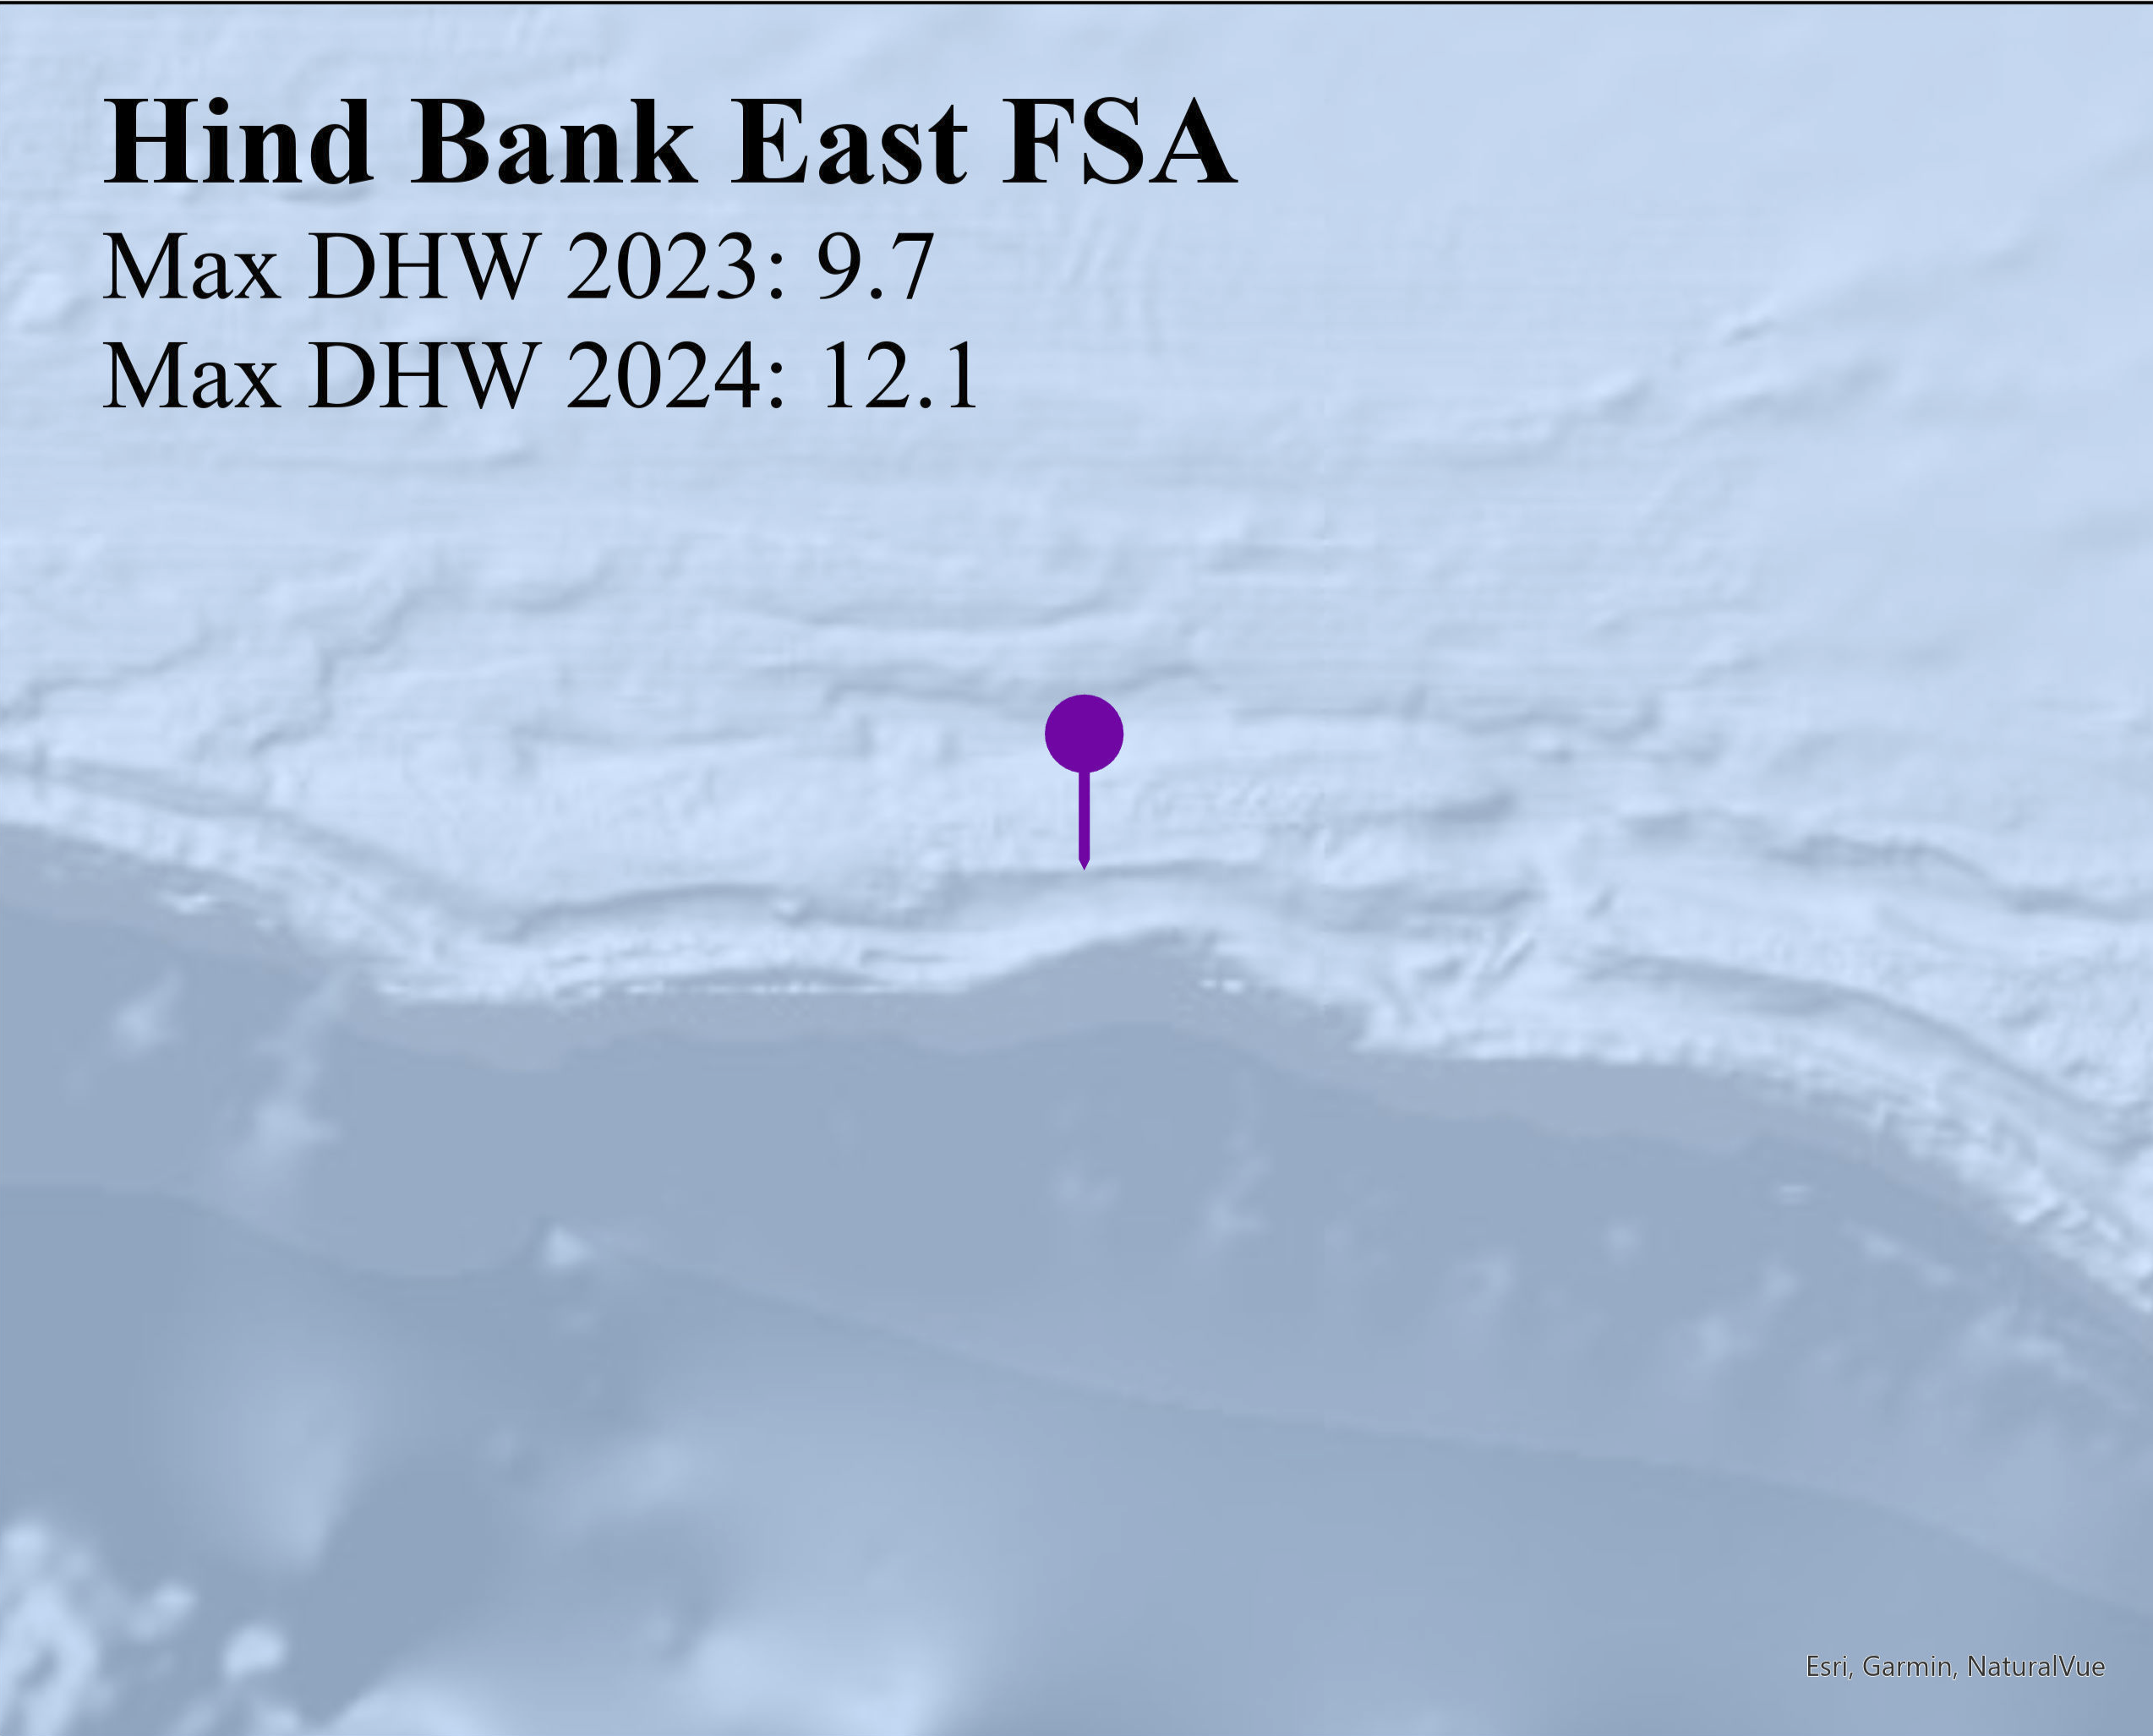 Hind Bank East FSA
Max DHW 2023: 9.7
Max DHW 2024: 12.1
Esri, Garmin, NaturalVue